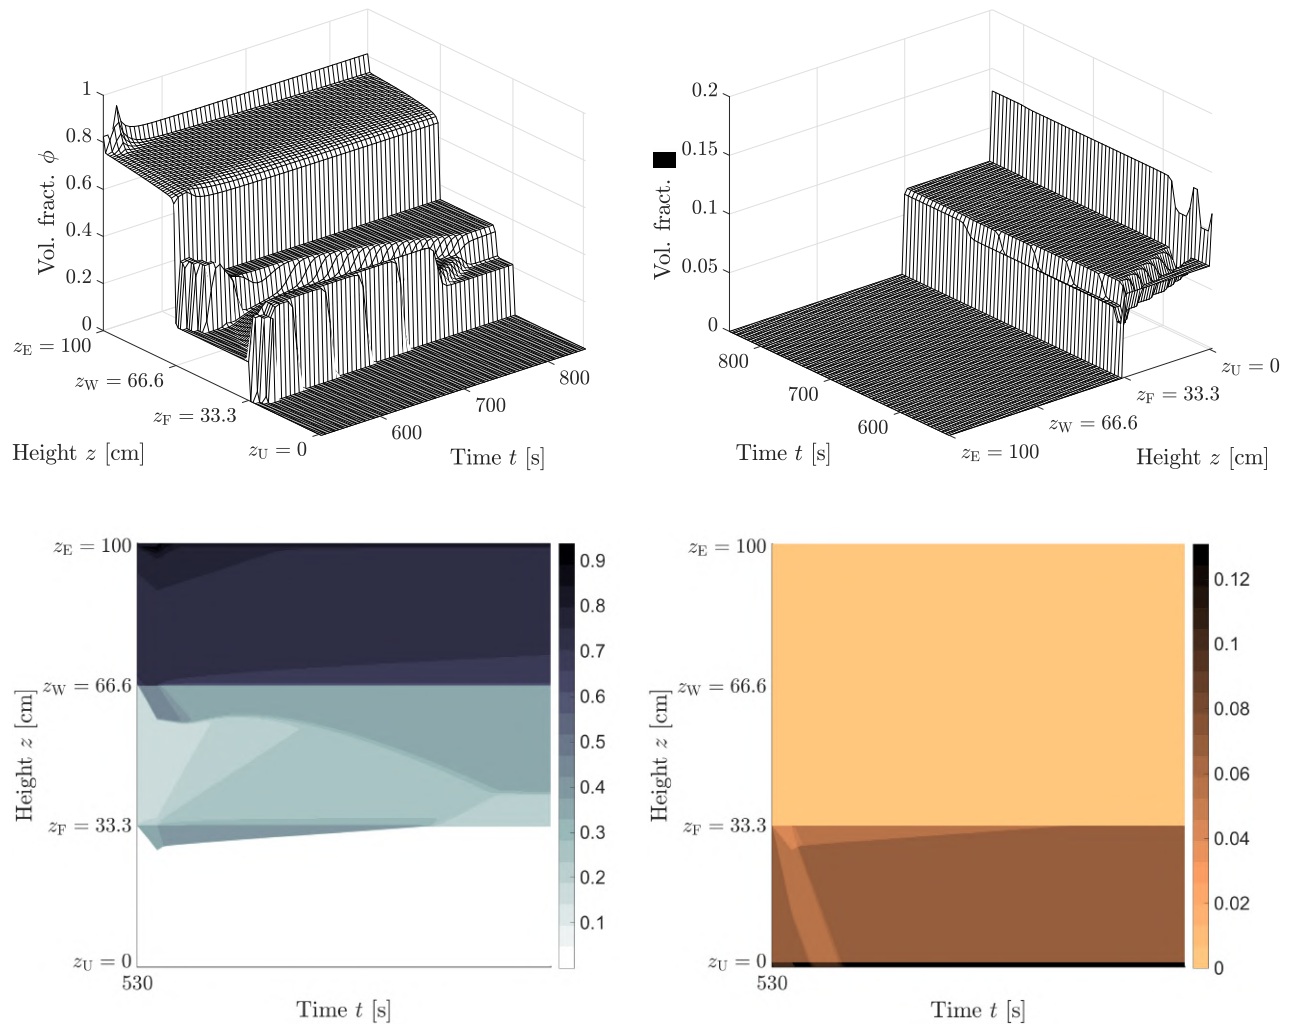 1
0.8
0.6
0.4
0.2
0
Vol. fract. ϕ
z_E = 100
z_W = 66.6
z_F = 33.3
z_U = 0
Height z [cm]
600
700
800
Time t [s]
0.2
0.15
0.1
0.05
0
Vol. fract.
800
700
600
Time t [s]
z_U = 0
z_F = 33.3
z_W = 66.6
z_E = 100
Height z [cm]
z_E = 100
z_W = 66.6
z_F = 33.3
z_U = 0
Height z [cm]
530
Time t [s]
0.9
0.8
0.7
0.6
0.5
0.4
0.3
0.2
0.1
z_E = 100
z_W = 66.6
z_F = 33.3
z_U = 0
Height z [cm]
530
Time t [s]
0.12
0.1
0.08
0.06
0.04
0.02
0